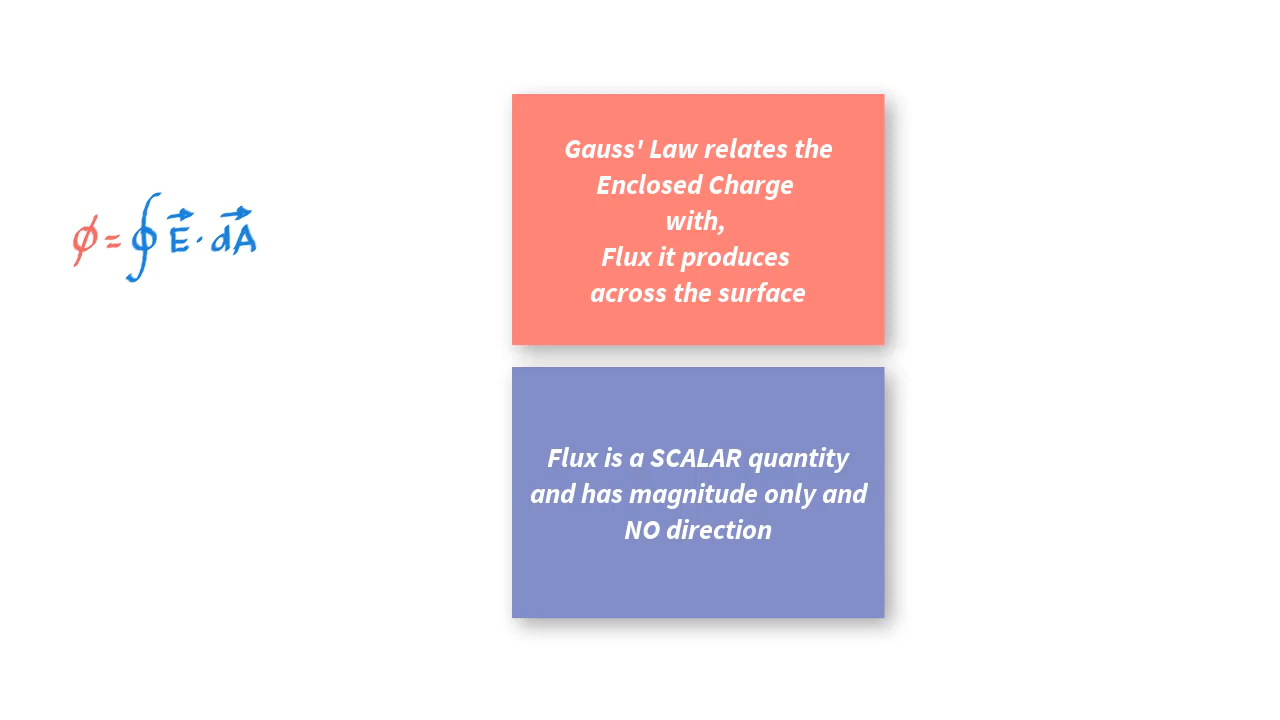 ϕ = ∮ E⃗ · dA⃗
Gauss' Law relates the
Enclosed Charge
with,
Flux it produces
across the surface
Flux is a SCALAR quantity
and has magnitude only and
NO direction